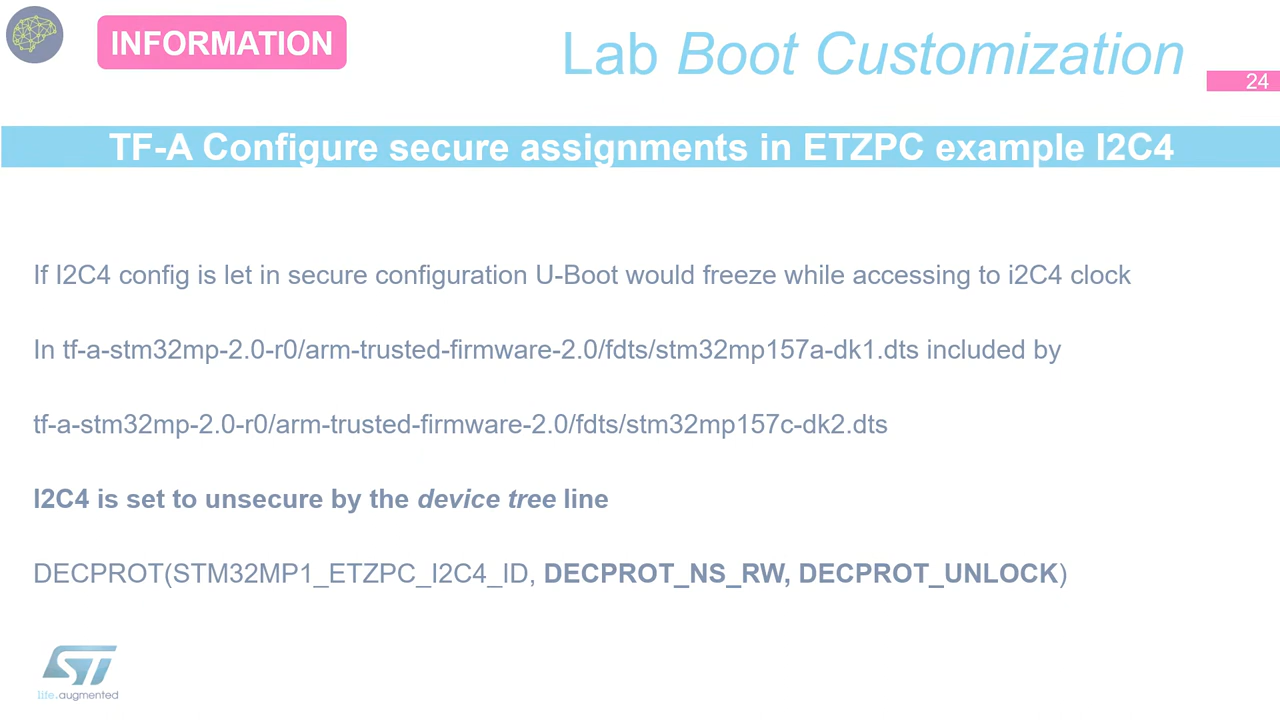 INFORMATION
Lab Boot Customization
24
TF-A Configure secure assignments in ETZPC example I2C4
If I2C4 config is let in secure configuration U-Boot would freeze while accessing to i2C4 clock
In tf-a-stm32mp-2.0-r0/arm-trusted-firmware-2.0/fdts/stm32mp157a-dk1.dts included by
tf-a-stm32mp-2.0-r0/arm-trusted-firmware-2.0/fdts/stm32mp157c-dk2.dts
I2C4 is set to unsecure by the device tree line
DECPROT(STM32MP1_ETZPC_I2C4_ID, DECPROT_NS_RW, DECPROT_UNLOCK)
ST
life.augmented